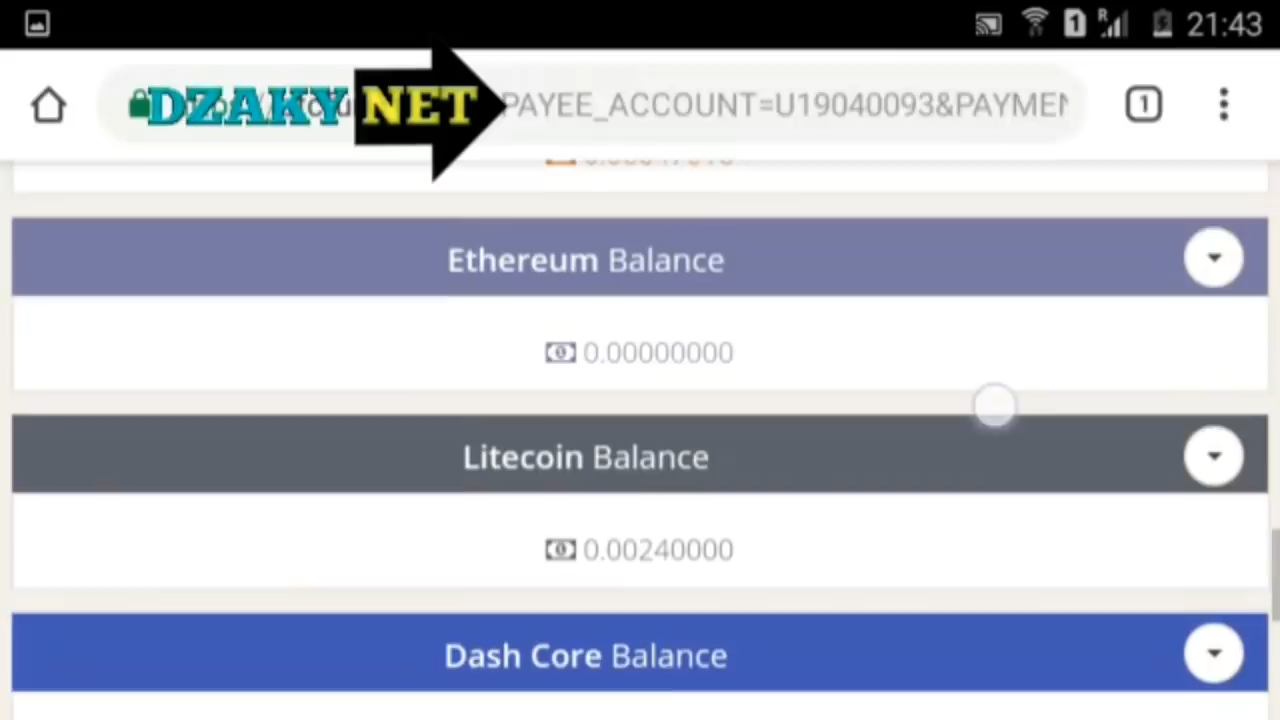 21:43
DZAKY NET
PAYEE_ACCOUNT=U19040093&PAYMEN
1
Ethereum Balance
0.00000000
Litecoin Balance
0.00240000
Dash Core Balance